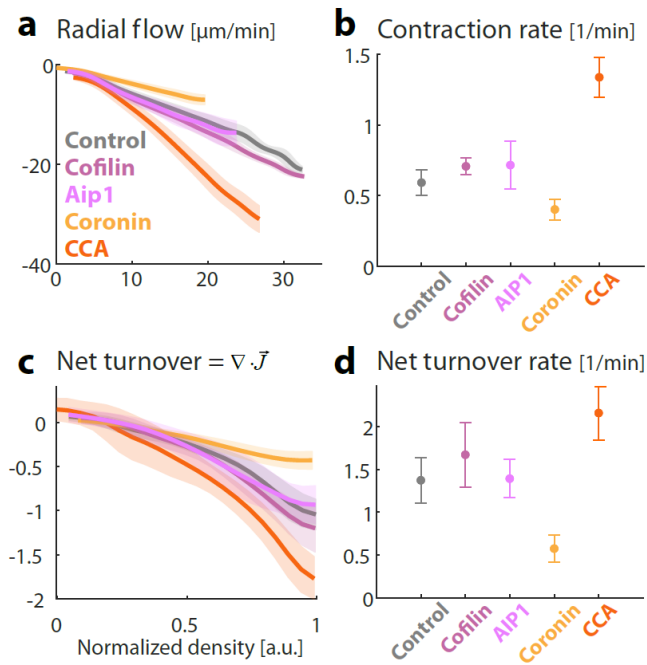 a Radial flow [μm/min]
0
-20
-40
Control
Cofilin
Aip1
Coronin
CCA
0 10 20 30
b Contraction rate [1/min]
1.5
1
0.5
0
Control Cofilin AIP1 Coronin CCA
c Net turnover = ∇·J⃗
0
-0.5
-1
-1.5
-2
0 0.5 1
Normalized density [a.u.]
d Net turnover rate [1/min]
2
1.5
1
0.5
0
Control Cofilin AIP1 Coronin CCA